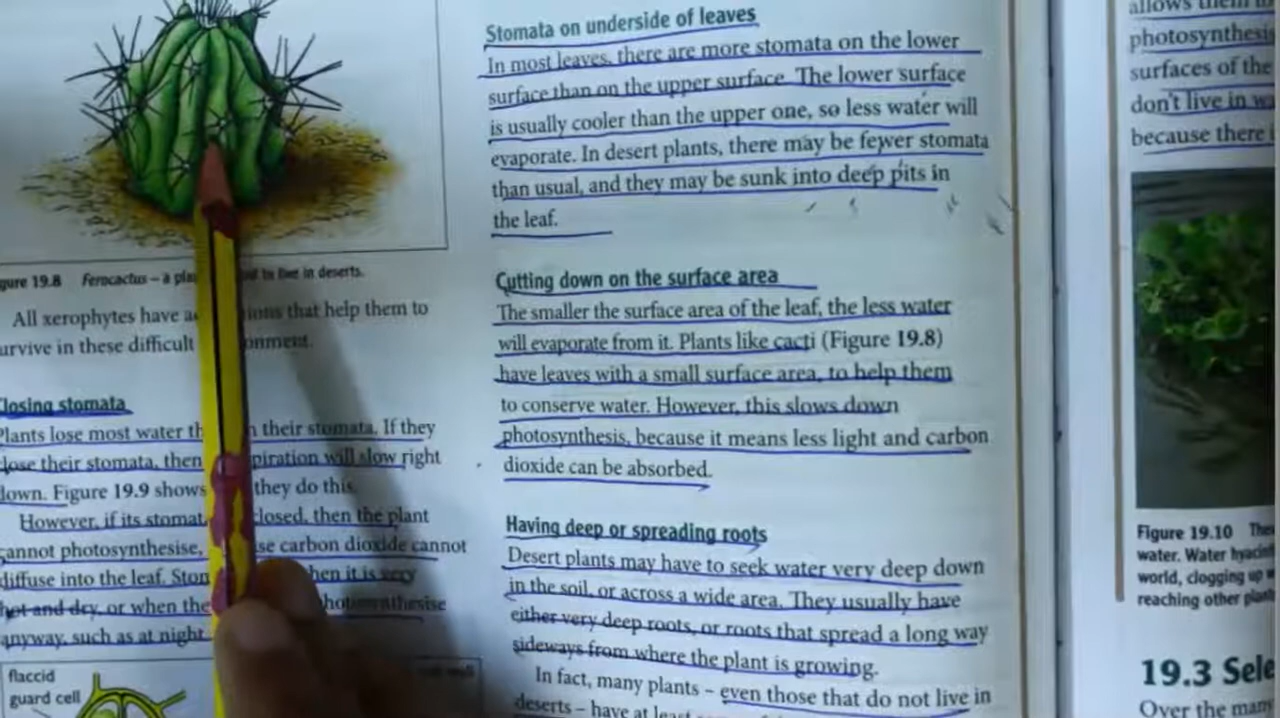 gure 19.8 Ferocactus – a pla to live in deserts.
All xerophytes have a ions that help them to
urvive in these difficult onment.
losing stomata
Plants lose most water th their stomata. If they
lose their stomata, then piration will slow right
down. Figure 19.9 shows they do this.
However, if its stomat closed, then the plant
cannot photosynthesise, se carbon dioxide cannot
diffuse into the leaf. Stom hen it is very
hot and dry, or when the photosynthesise
anyway, such as at night
flaccid
guard cell
Stomata on underside of leaves
In most leaves, there are more stomata on the lower
surface than on the upper surface. The lower surface
is usually cooler than the upper one, so less water will
evaporate. In desert plants, there may be fewer stomata
than usual, and they may be sunk into deep pits in
the leaf.
Cutting down on the surface area
The smaller the surface area of the leaf, the less water
will evaporate from it. Plants like cacti (Figure 19.8)
have leaves with a small surface area, to help them
to conserve water. However, this slows down
photosynthesis, because it means less light and carbon
dioxide can be absorbed.
Having deep or spreading roots
Desert plants may have to seek water very deep down
in the soil, or across a wide area. They usually have
either very deep roots, or roots that spread a long way
sideways from where the plant is growing.
In fact, many plants – even those that do not live in
deserts – have at least
allows them
photosynthesis
surfaces of the
don't live in
because there
Figure 19.10 The
water. Water hyacin
world, clogging up
reaching other plant
19.3 Sele
Over the many